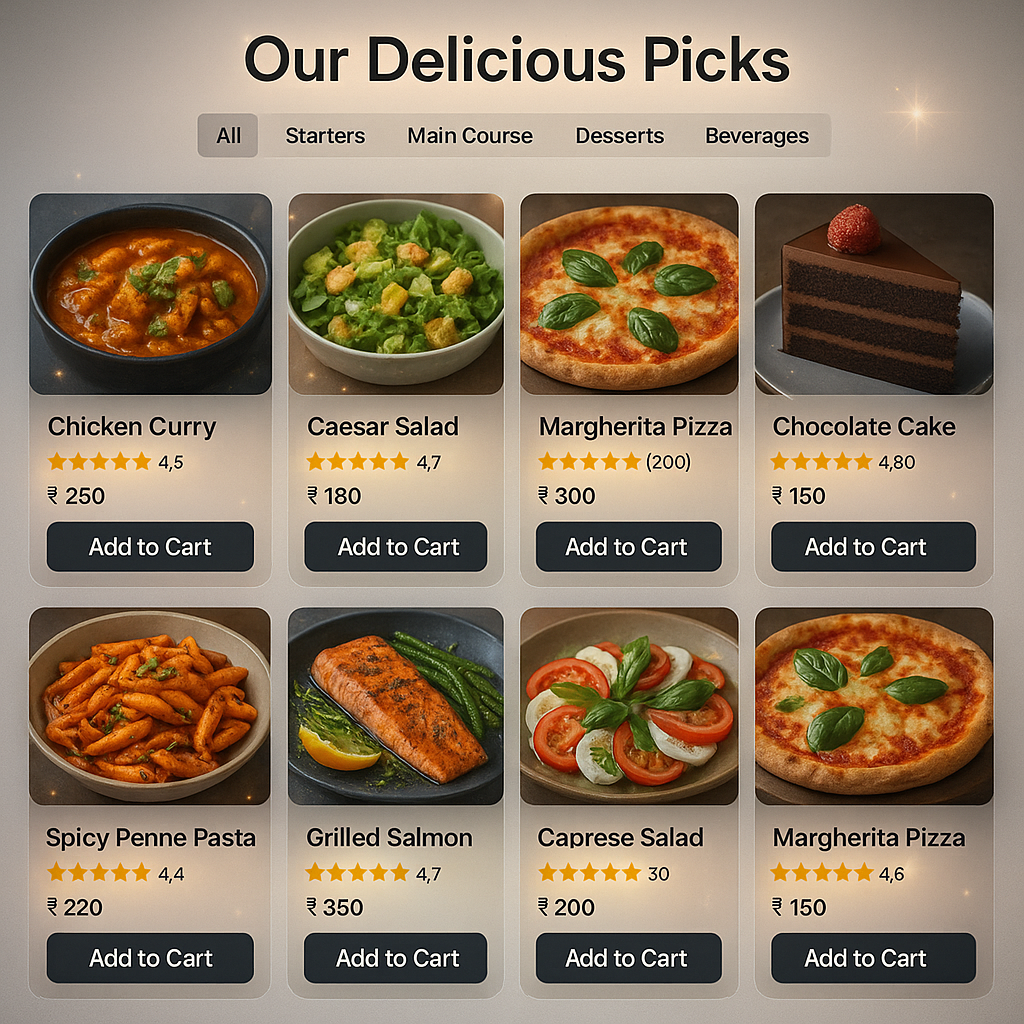 Our Delicious Picks
All Starters Main Course Desserts Beverages
Chicken Curry
4,5
₹ 250
Add to Cart
Caesar Salad
4,7
₹ 180
Add to Cart
Margherita Pizza
(200)
₹ 300
Add to Cart
Chocolate Cake
4,80
₹ 150
Add to Cart
Spicy Penne Pasta
4,4
₹ 220
Add to Cart
Grilled Salmon
4,7
₹ 350
Add to Cart
Caprese Salad
30
₹ 200
Add to Cart
Margherita Pizza
4,6
₹ 150
Add to Cart